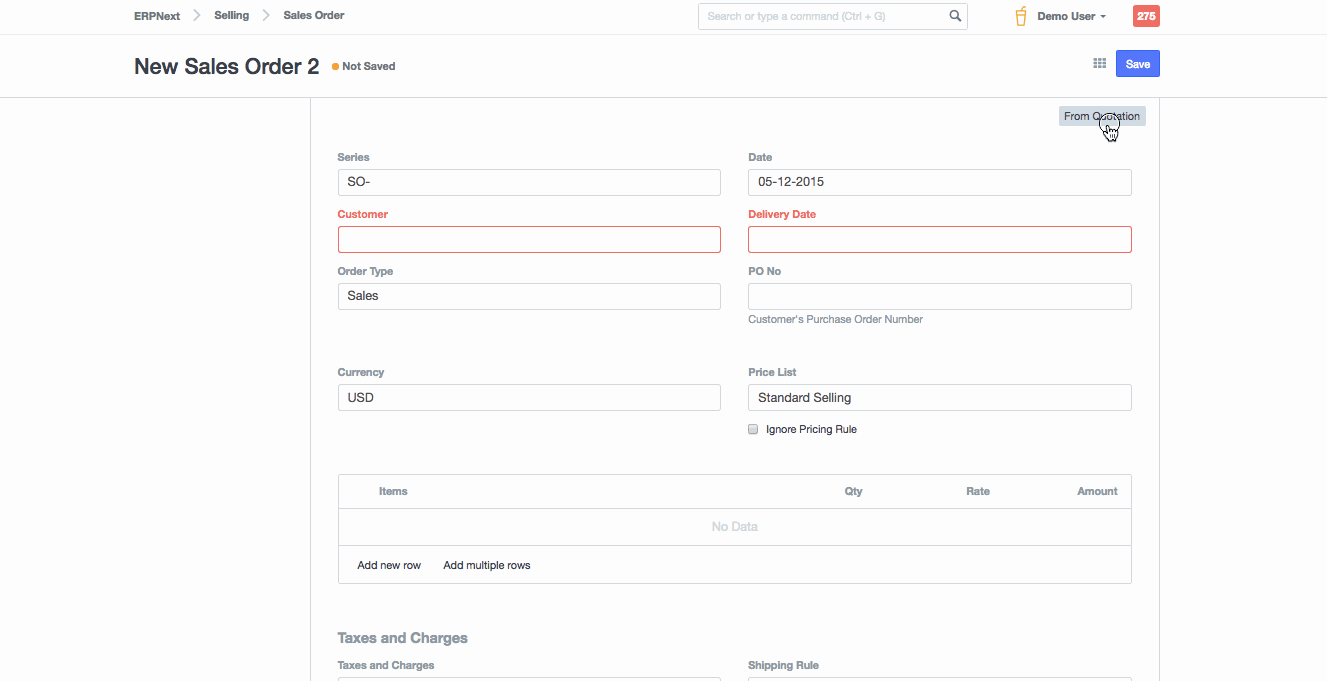 ERPNext Selling Sales Order Search or type a command (Ctrl + G) Demo User 275
New Sales Order 2 Not Saved Save
From Quotation
Series Date
SO- 05-12-2015
Customer Delivery Date
Order Type PO No
Sales
Customer's Purchase Order Number
Currency Price List
USD Standard Selling
Ignore Pricing Rule
Items Qty Rate Amount
No Data
Add new row Add multiple rows
Taxes and Charges
Taxes and Charges Shipping Rule